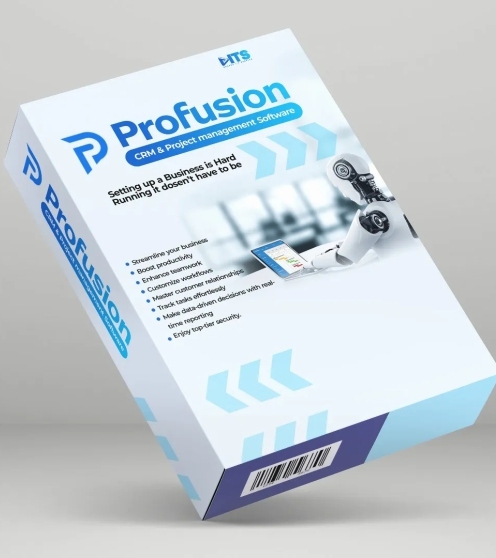 ITS
Profusion
CRM & Project management Software
Setting up a Business is Hard
Running it dosen't have to be
Streamline your business
Boost productivity
Enhance teamwork
Customize workflows
Master customer relationships
Track tasks effortlessly
Make data-driven decisions with real-
time reporting
Enjoy top-tier security.
Profusion
CRM & Project management Software